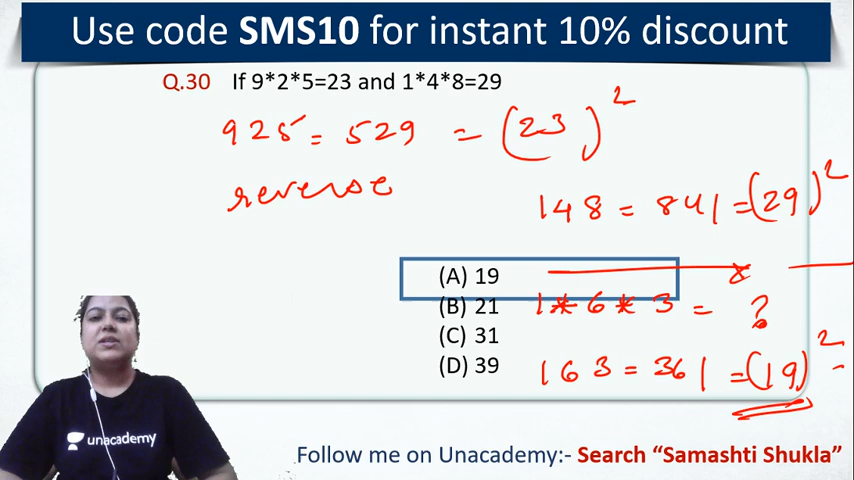 Use code SMS10 for instant 10% discount
Q.30 If 9*2*5=23 and 1*4*8=29
925 = 529 = (23)²
reverse
148 = 841 = (29)²
(A) 19
(B) 21
1 * 6 * 3 = ?
(C) 31
(D) 39
163 = 361 = (19)²
unacademy
Follow me on Unacademy:- Search “Samashti Shukla”